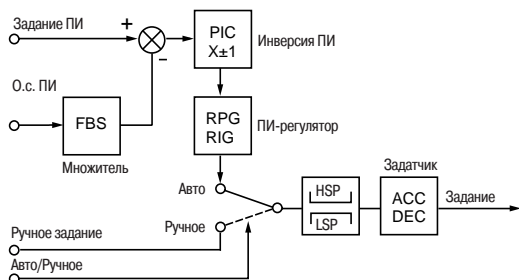 Задание ПИ
+
–
PIC
X±1
Инверсия ПИ
О.с. ПИ
FBS
Множитель
RPG
RIG
ПИ-регулятор
Авто
Ручное
HSP
LSP
Задатчик
ACC
DEC
Задание
Ручное задание
Авто/Ручное